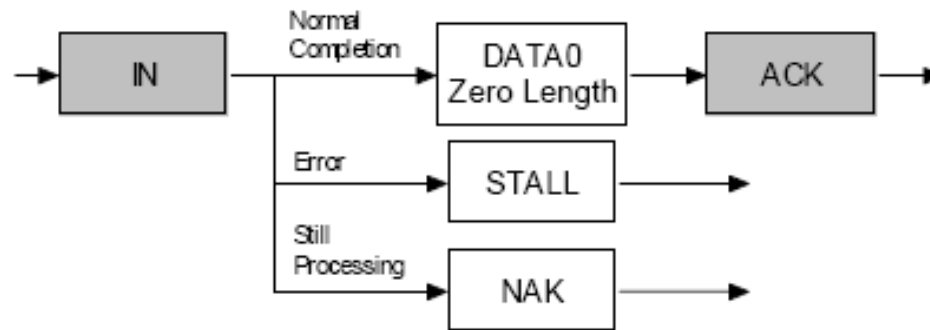 Normal
Completion
IN
DATA0
Zero Length
ACK
Error
STALL
Still
Processing
NAK